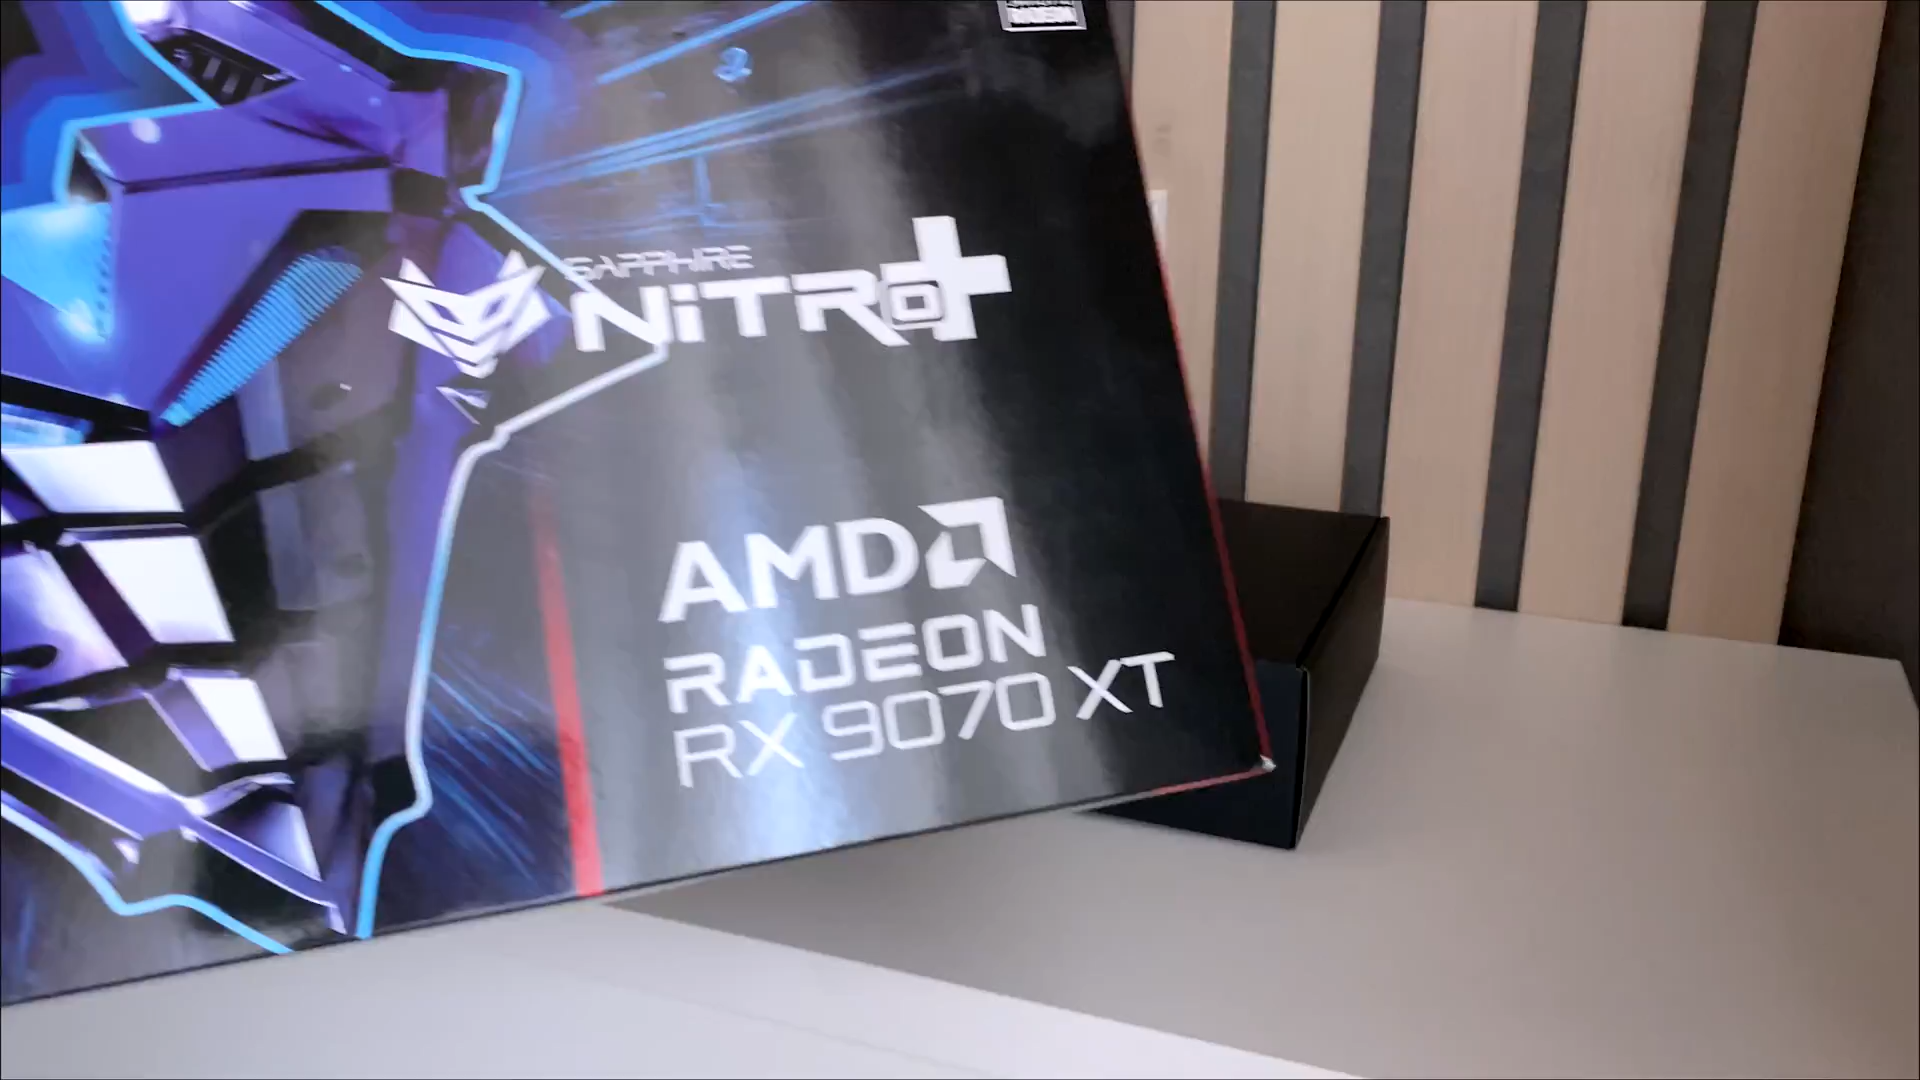 SAPPHIRE
NiTRO+
AMD
RADEON
RX 9070 XT